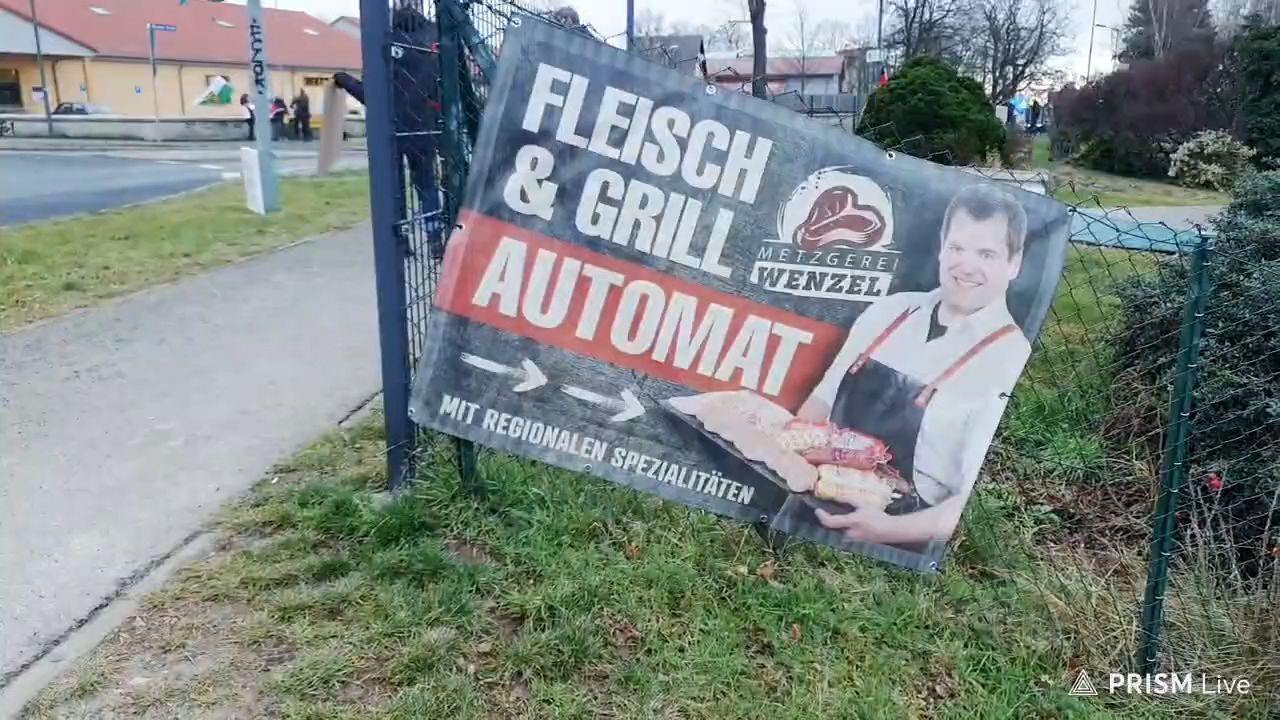 FLEISCH
& GRILL
AUTOMAT
METZGEREI
WENZEL
MIT REGIONALEN SPEZIALITÄTEN
PRISM Live